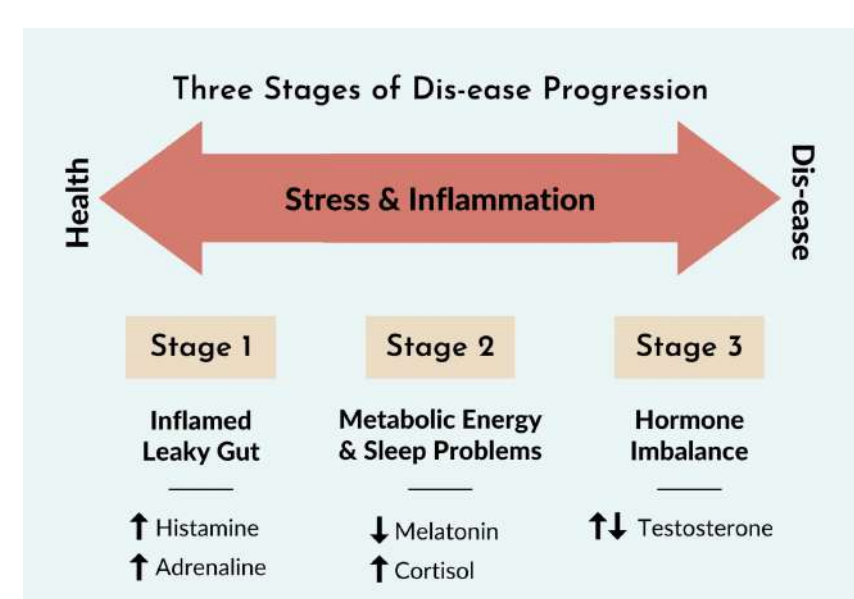 Three Stages of Dis-ease Progression
Health
Stress & Inflammation
Dis-ease
Stage 1
Inflamed
Leaky Gut
↑ Histamine
↑ Adrenaline
Stage 2
Metabolic Energy
& Sleep Problems
↓ Melatonin
↑ Cortisol
Stage 3
Hormone
Imbalance
↑↓ Testosterone